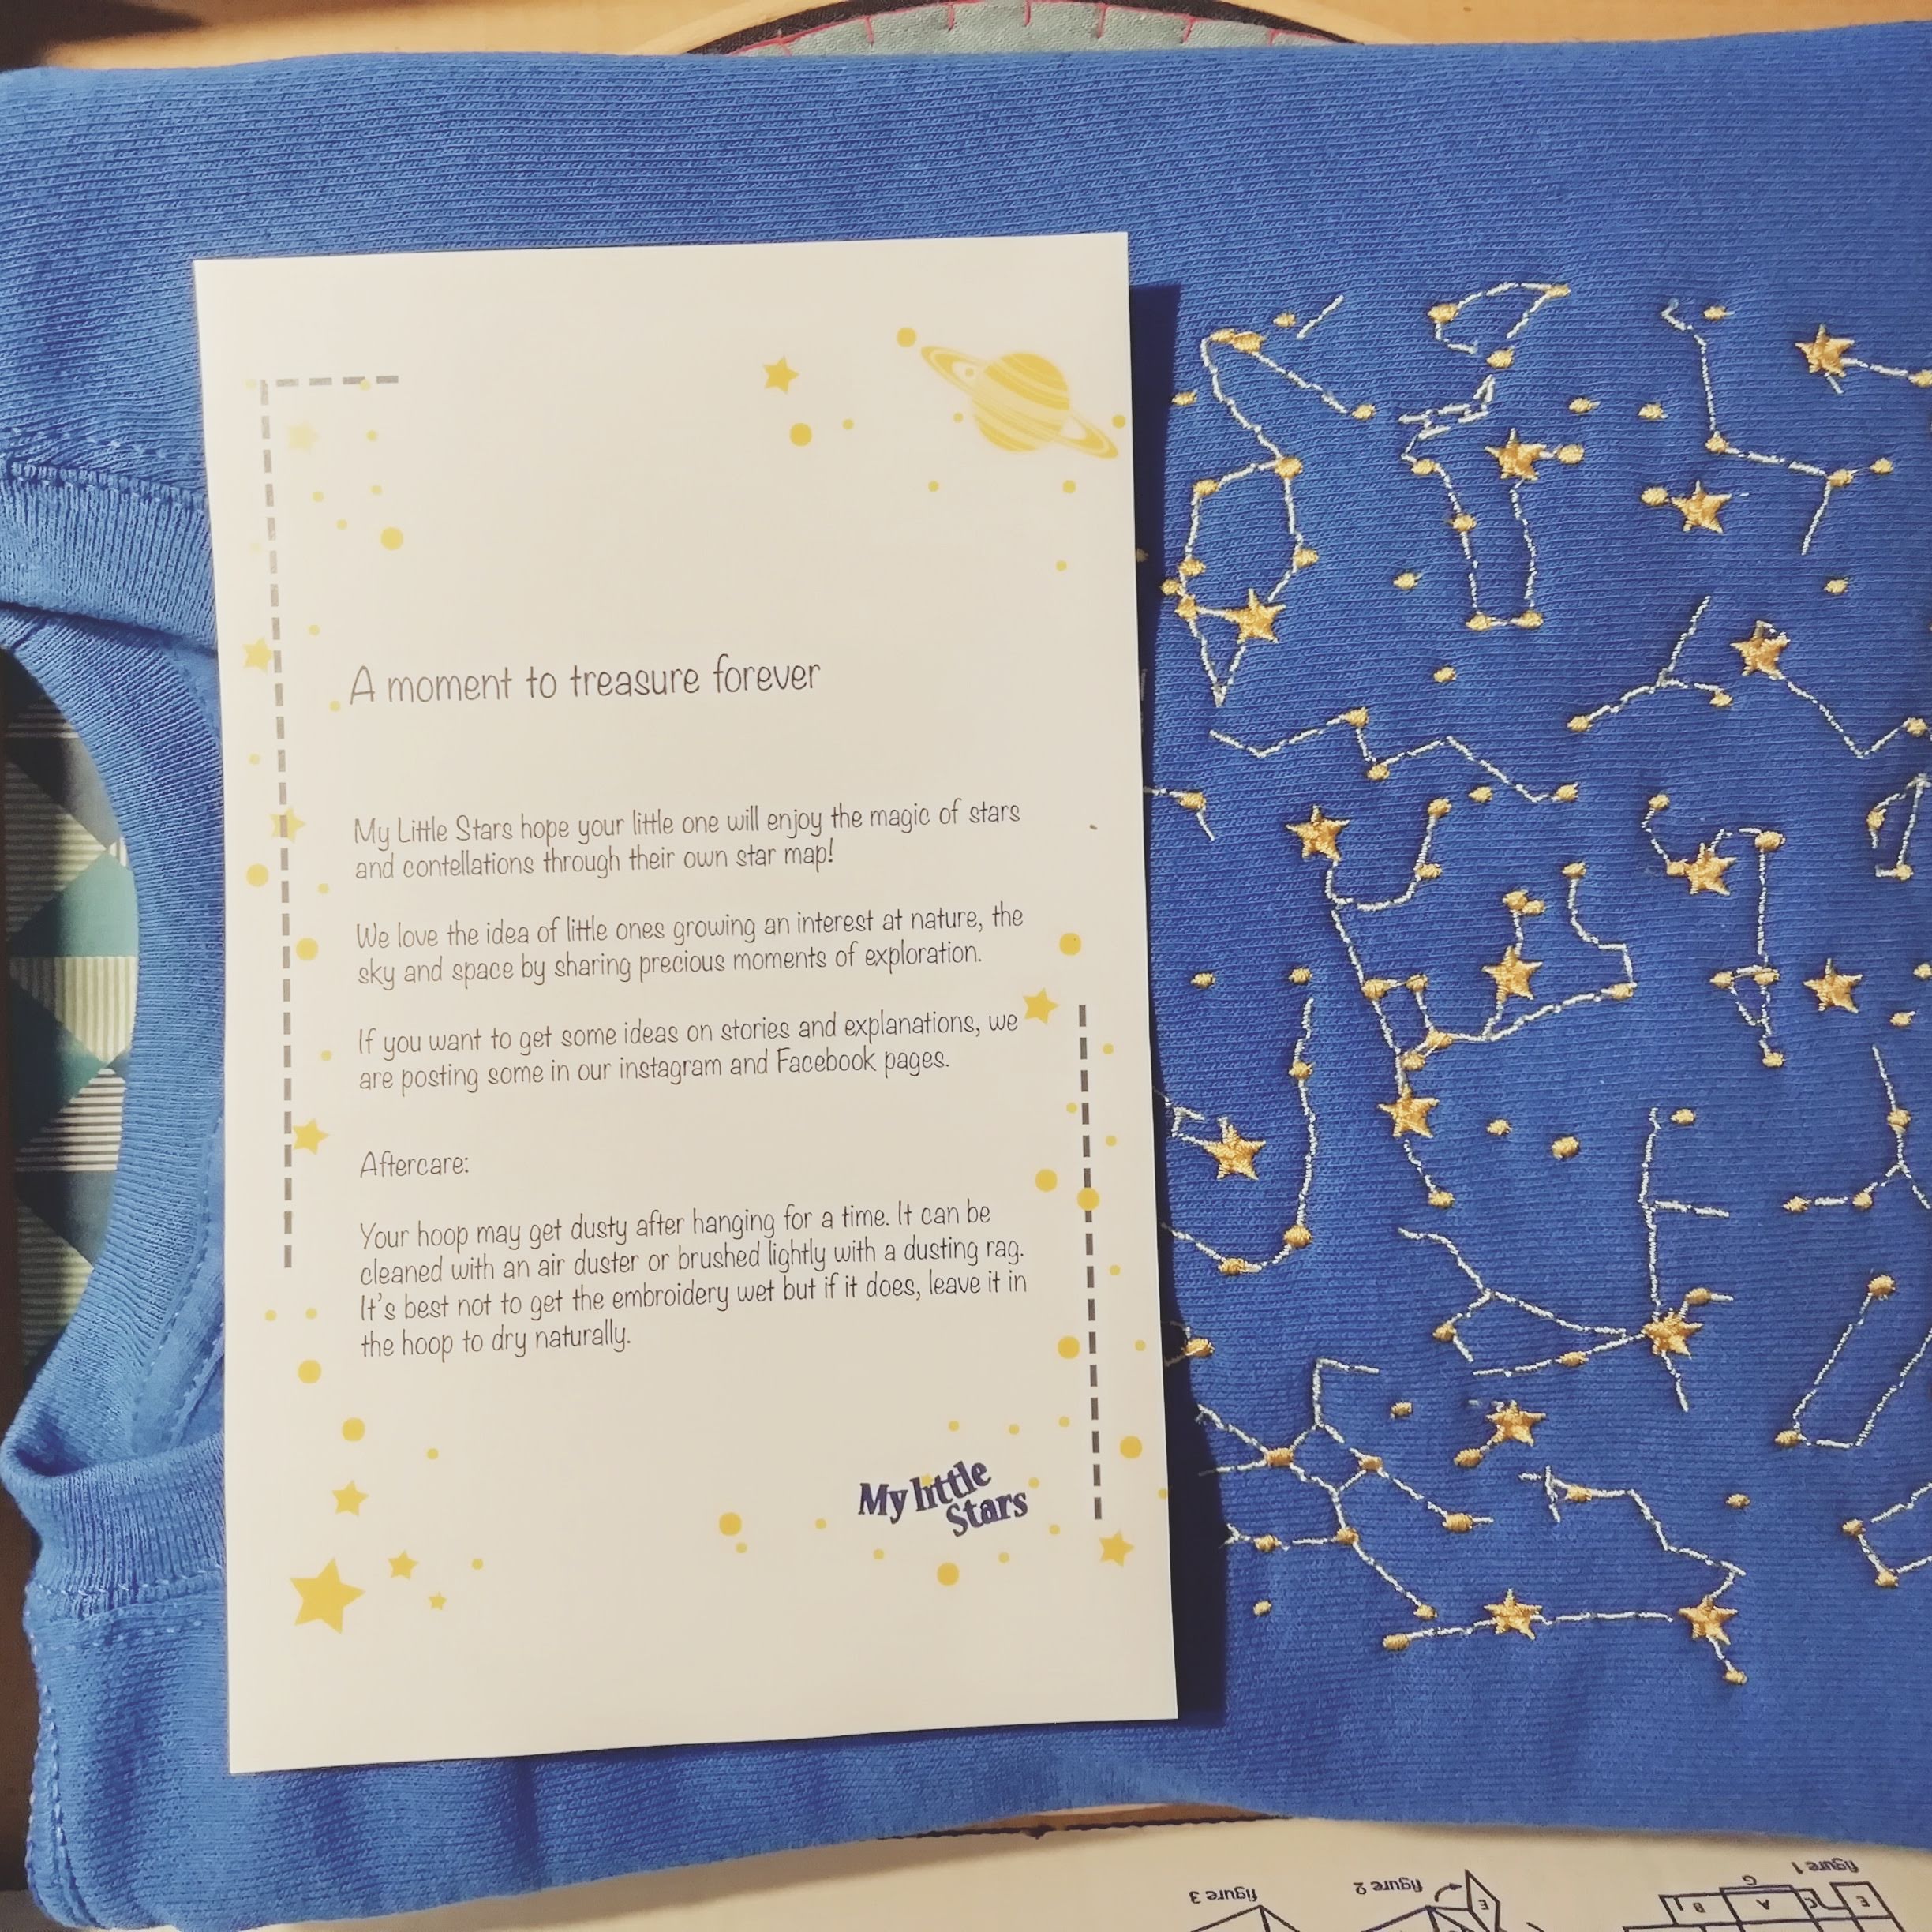 A moment to treasure forever
My Little Stars hope your little one will enjoy the magic of stars
and contellations through their own star map!
We love the idea of little ones growing an interest at nature, the
sky and space by sharing precious moments of exploration.
If you want to get some ideas on stories and explanations, we
are posting some in our instagram and Facebook pages.
Aftercare:
Your hoop may get dusty after hanging for a time. It can be
cleaned with an air duster or brushed lightly with a dusting rag.
It's best not to get the embroidery wet but if it does, leave it in
the hoop to dry naturally.
My little
Stars
figure 1
figure 2
figure 3
G
E
C
A
B
E